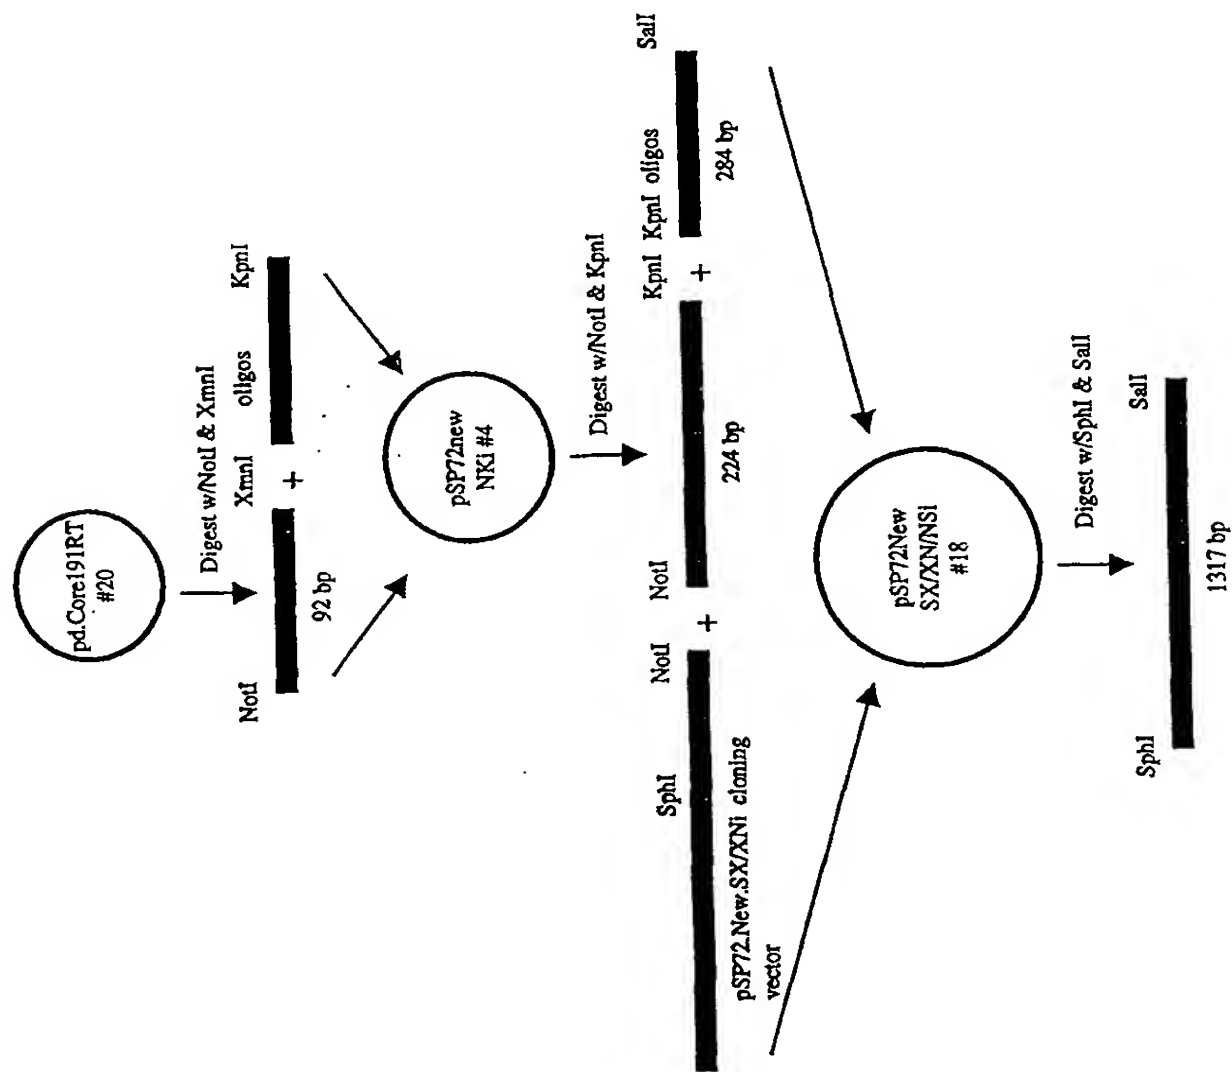 pd.Core191RT
#20
Digest w/NotI & XmnI
NotI
XmnI
oligos
KpnI
92 bp
+
pSP72new
NKi #4
Digest w/NotI & KpnI
SphI
NotI
NotI
KpnI
KpnI
oligos
SalI
+
+
pSP72.New.SX/XNi cloning
vector
224 bp
284 bp
pSP72New
SX/XN/NSi
#18
Digest w/SphI & SalI
SphI
SalI
1317 bp